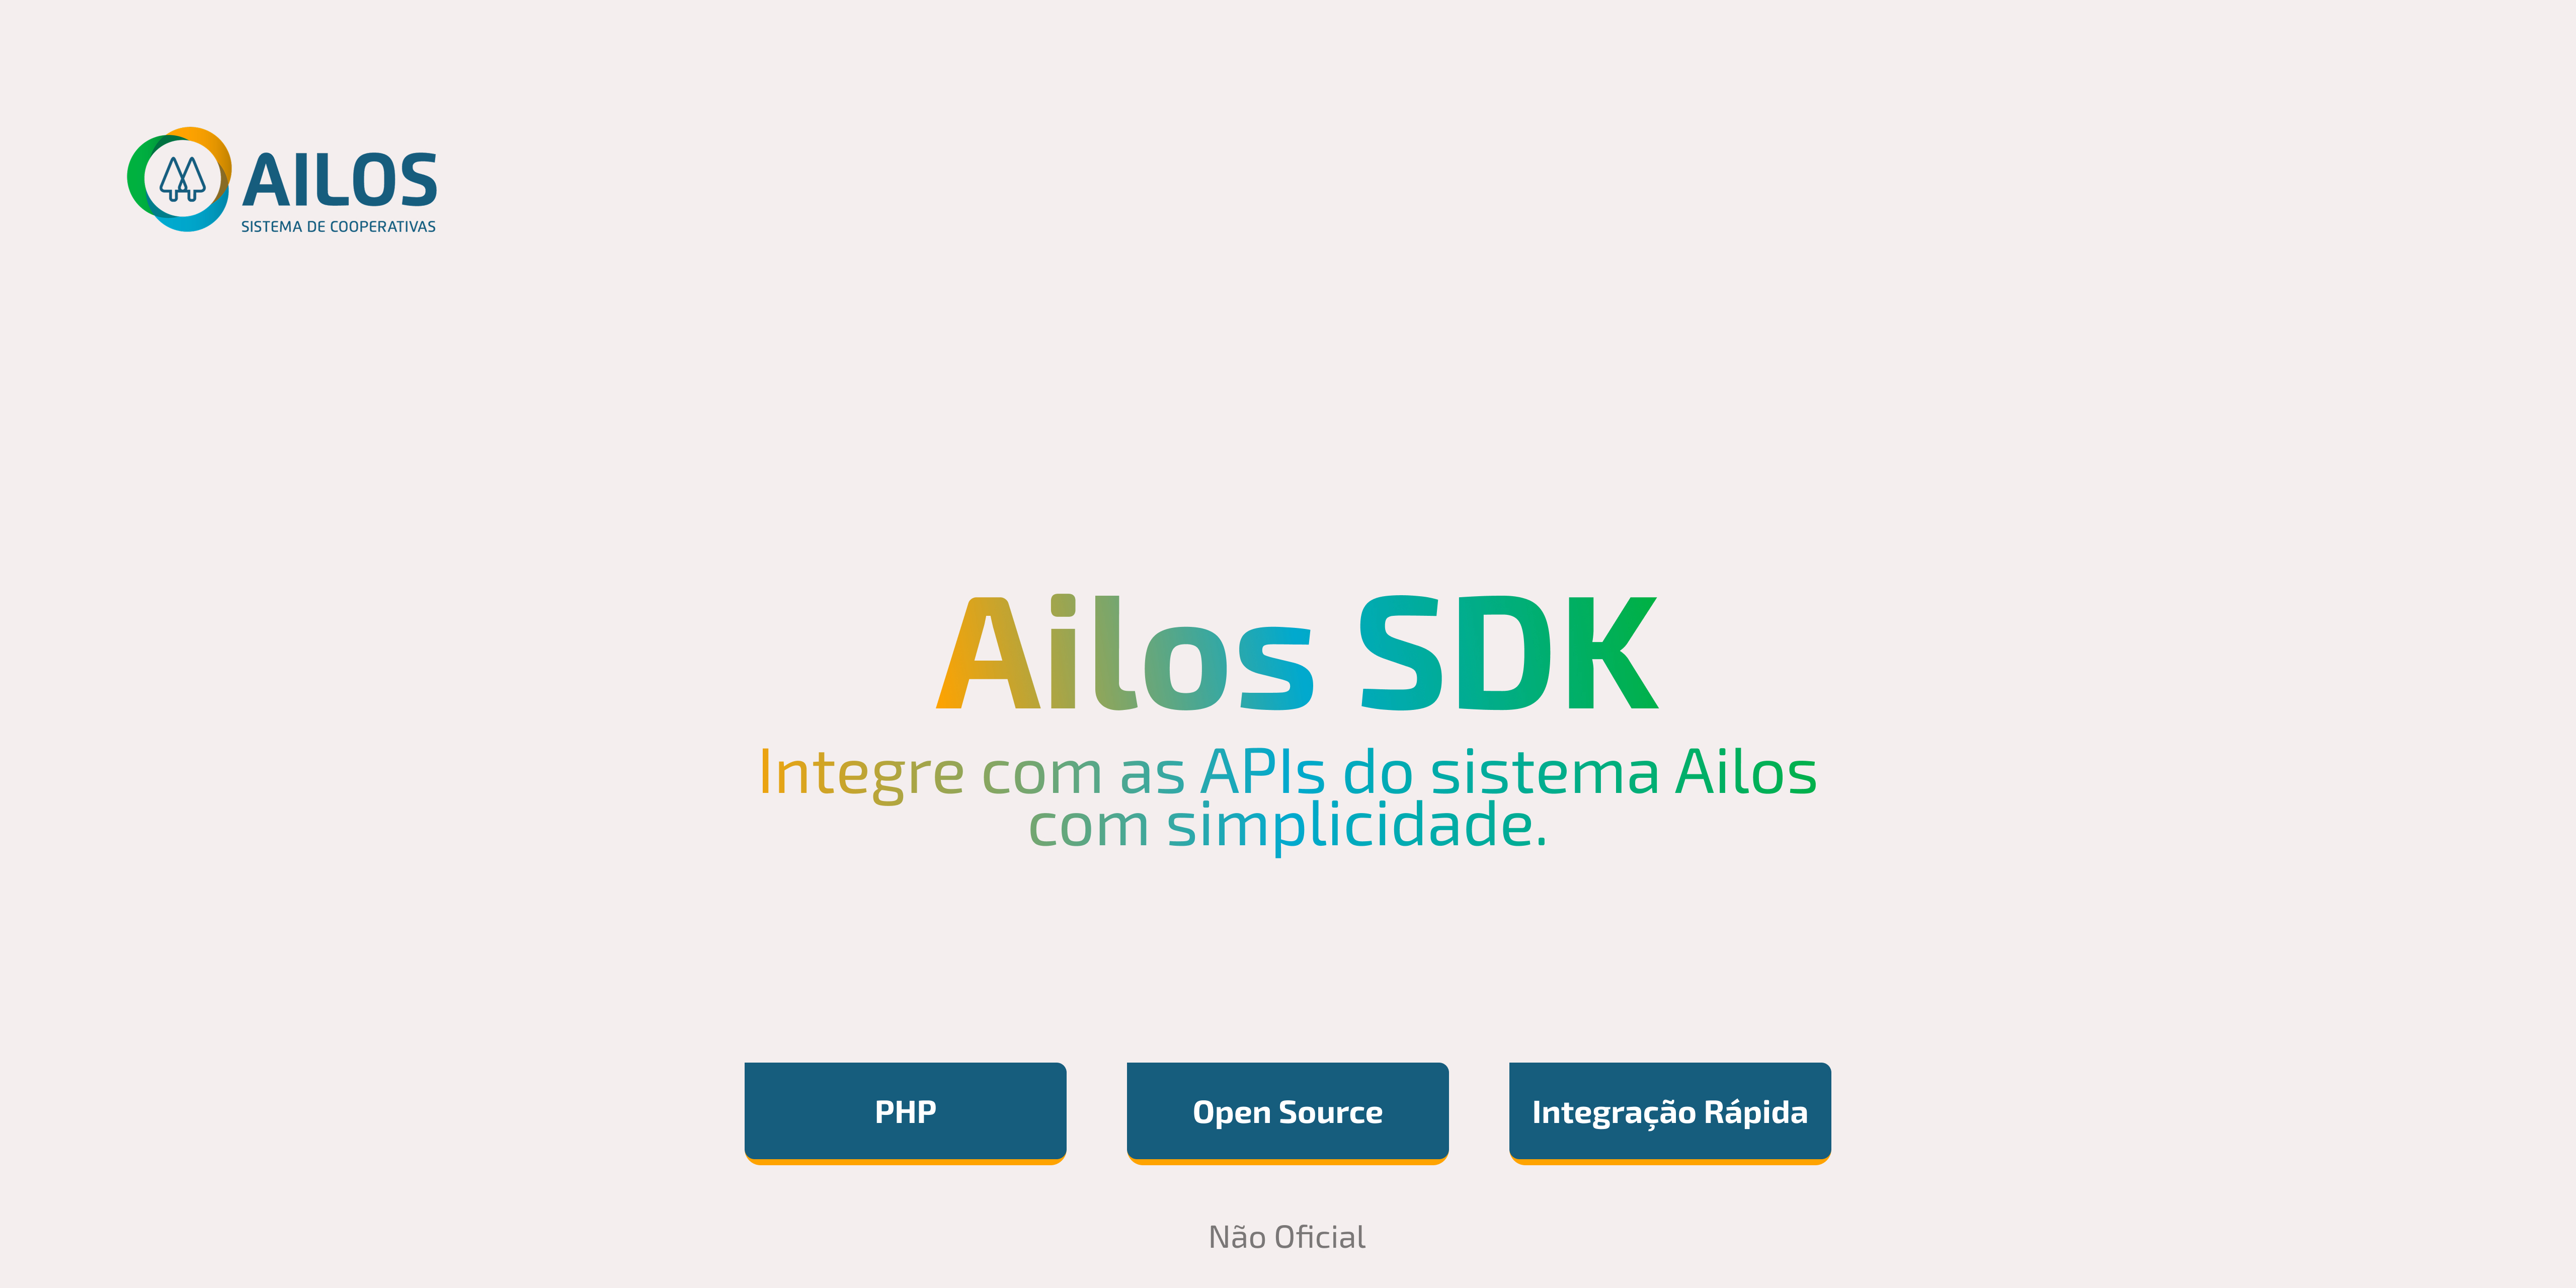 AILOS
SISTEMA DE COOPERATIVAS
Ailos SDK
Integre com as APIs do sistema Ailos
com simplicidade.
PHP
Open Source
Integração Rápida
Não Oficial